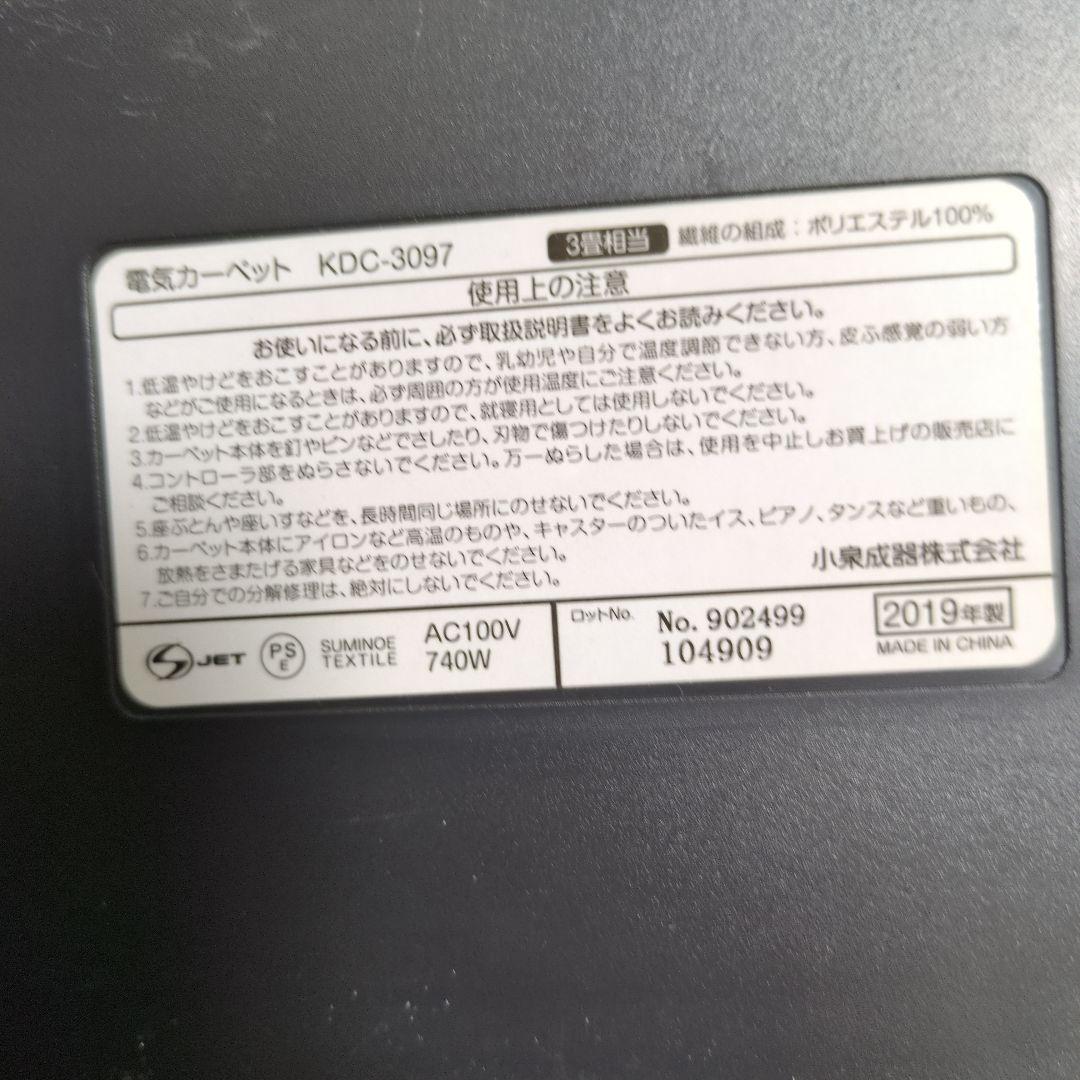 電気カーペット KDC-3097 3畳相当 繊維の組成：ポリエステル100%
使用上の注意
お使いになる前に、必ず取扱説明書をよくお読みください。
1.低温やけどをおこすことがありますので、乳幼児や自分で温度調節できない方、皮ふ感覚の弱い方
などがご使用になるときは、必ず周囲の方が使用温度にご注意ください。
2.低温やけどをおこすことがありますので、就寝用としては使用しないでください。
3.カーペット本体を釘やピンなどでさしたり、刃物で傷つけたりしないでください。
4.コントローラ部をぬらさないでください。万一ぬらした場合は、使用を中止しお買上げの販売店に
ご相談ください。
5.座ぶとんや座いすなどを、長時間同じ場所にのせないでください。
6.カーペット本体にアイロンなど高温のものや、キャスターのついたイス、ピアノ、タンスなど重いもの、
放熱をさまたげる家具などをのせないでください。
7.ご自分での分解修理は、絶対にしないでください。
小泉成器株式会社
S JET
PS
E
SUMINOE
TEXTILE
AC100V
740W
ロットNo.
No. 902499
104909
2019年製
MADE IN CHINA